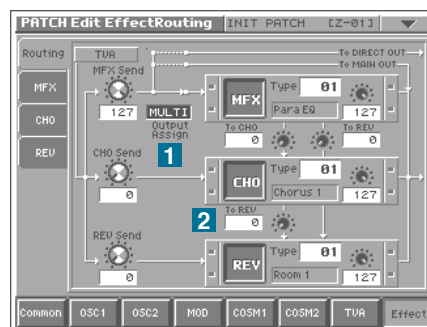 PATCH Edit EffectRouting INIT PATCH [Z-01]
Routing TVA To DIRECT OUT
To MAIN OUT
MFX Send
MFX
Type 01
MFX
Para EQ
127 MULTI
Output Assign
To CHO To REV
0 0
CHO
1
CHO Send
REV
Type 01
CHO
Chorus 1
0 127
2 To REV
0
REV Send
Type 01
REV
Room 1
0 127
Common OSC1 OSC2 MOD COSM1 COSM2 TVA Effect